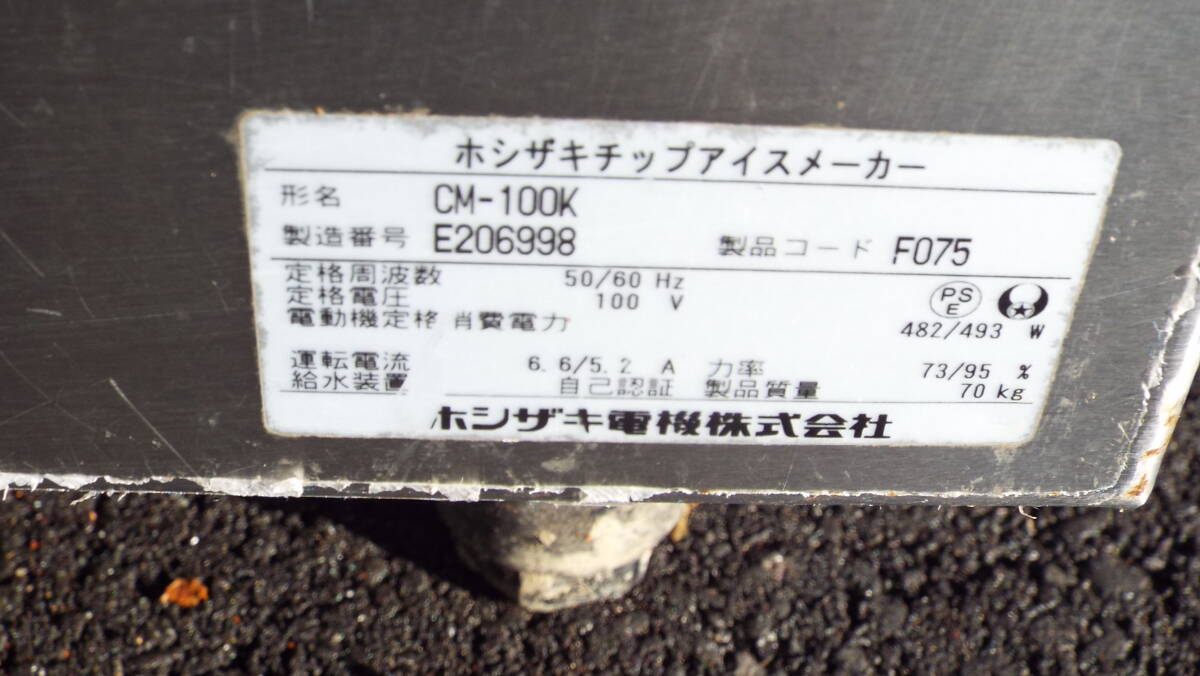 ホシザキチップアイスメーカー
形名 CM-100K
製造番号 E206998 製品コード F075
定格周波数 50/60 Hz
定格電圧 100 V PSE
電動機定格消費電力 482/493 W
運転電流 6.6/5.2 A 力率 73/95 %
給水装置 自己認証 製品質量 70 kg
ホシザキ電機株式会社